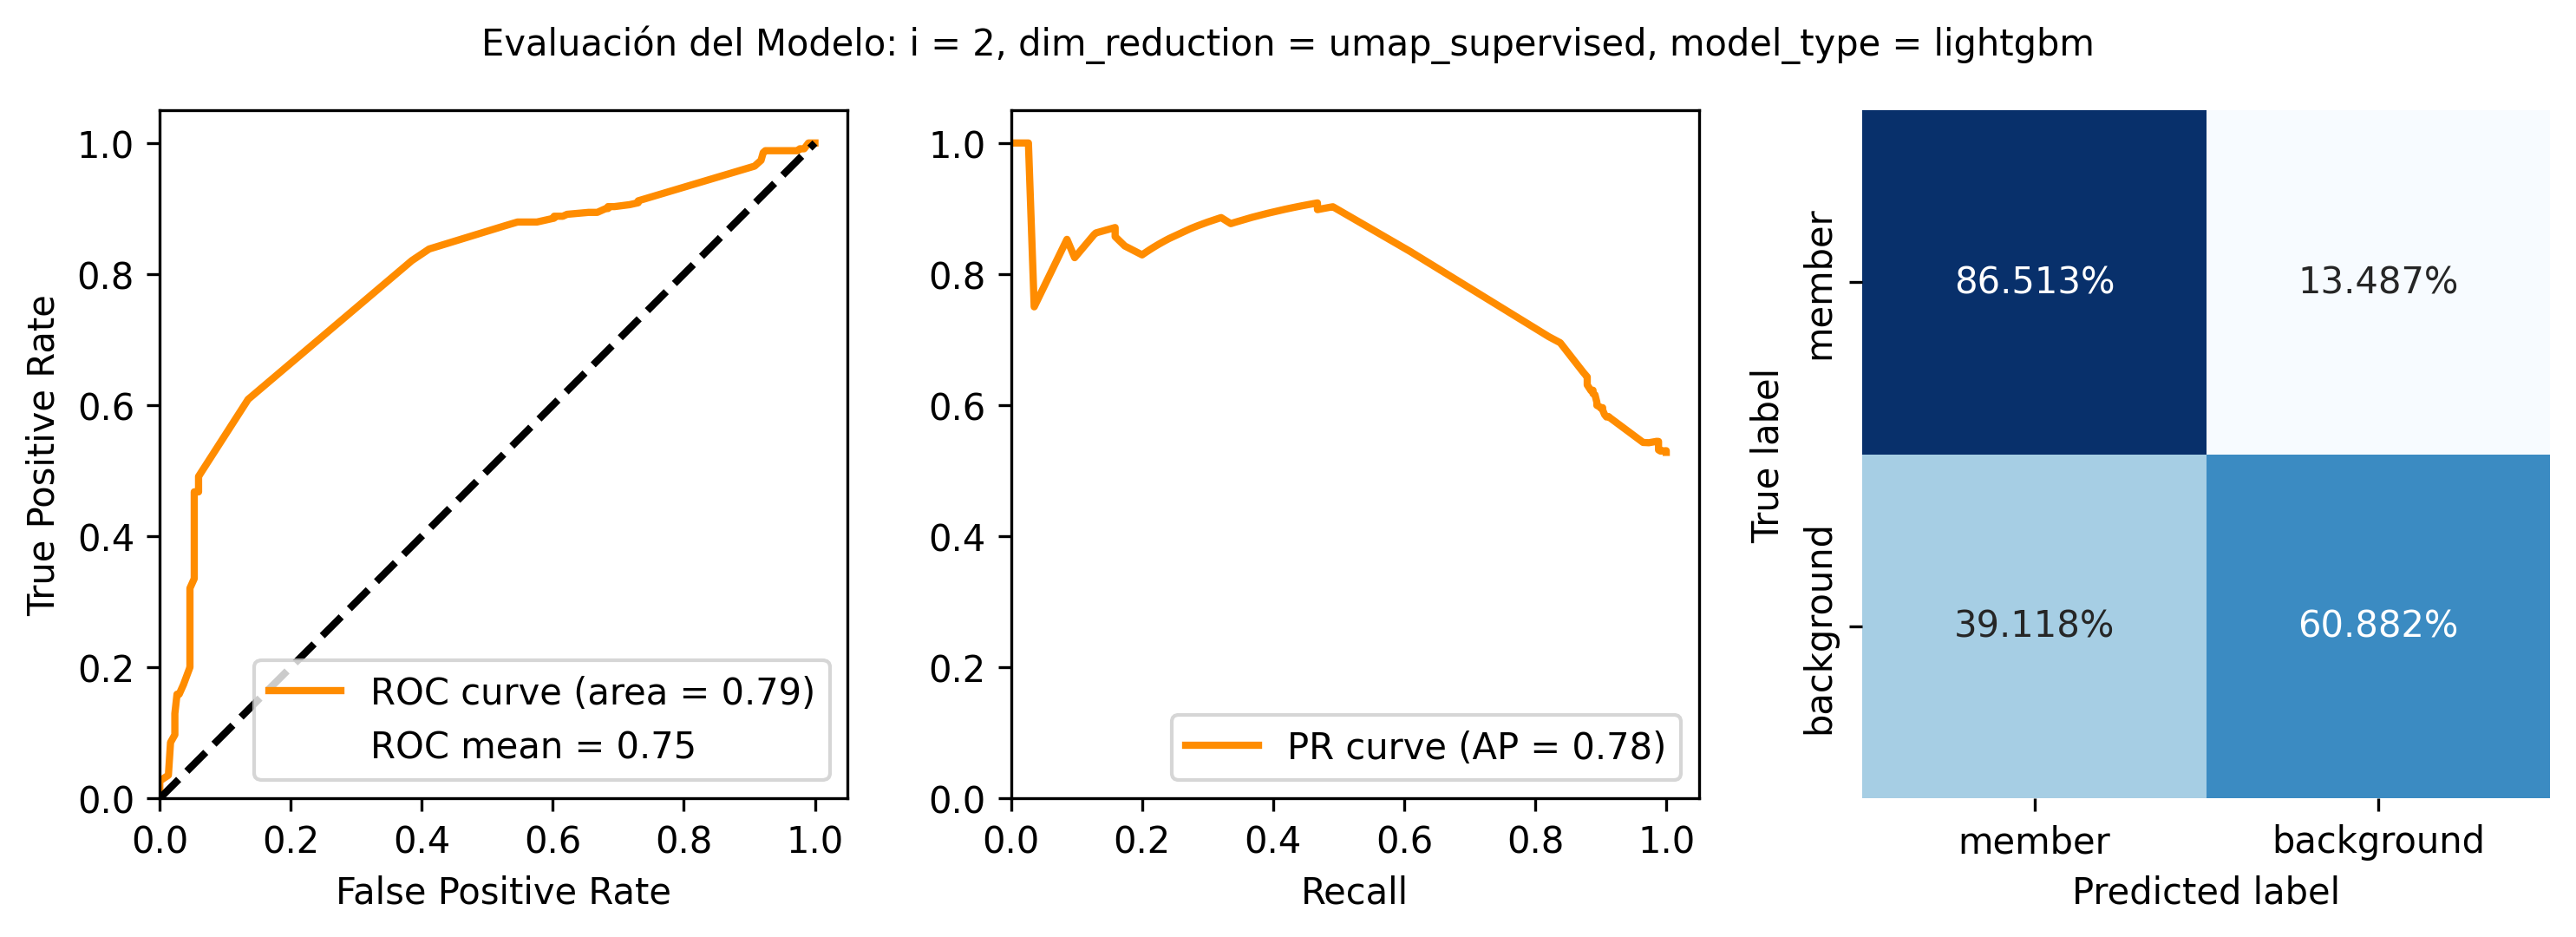 Evaluación del Modelo: i = 2, dim_reduction = umap_supervised, model_type = lightgbm
True Positive Rate
1.0
0.8
0.6
0.4
0.2
0.0
ROC curve (area = 0.79)
ROC mean = 0.75
0.0 0.2 0.4 0.6 0.8 1.0
False Positive Rate
1.0
0.8
0.6
0.4
0.2
0.0
PR curve (AP = 0.78)
0.0 0.2 0.4 0.6 0.8 1.0
Recall
True label
member
background
86.513% 13.487%
39.118% 60.882%
member background
Predicted label